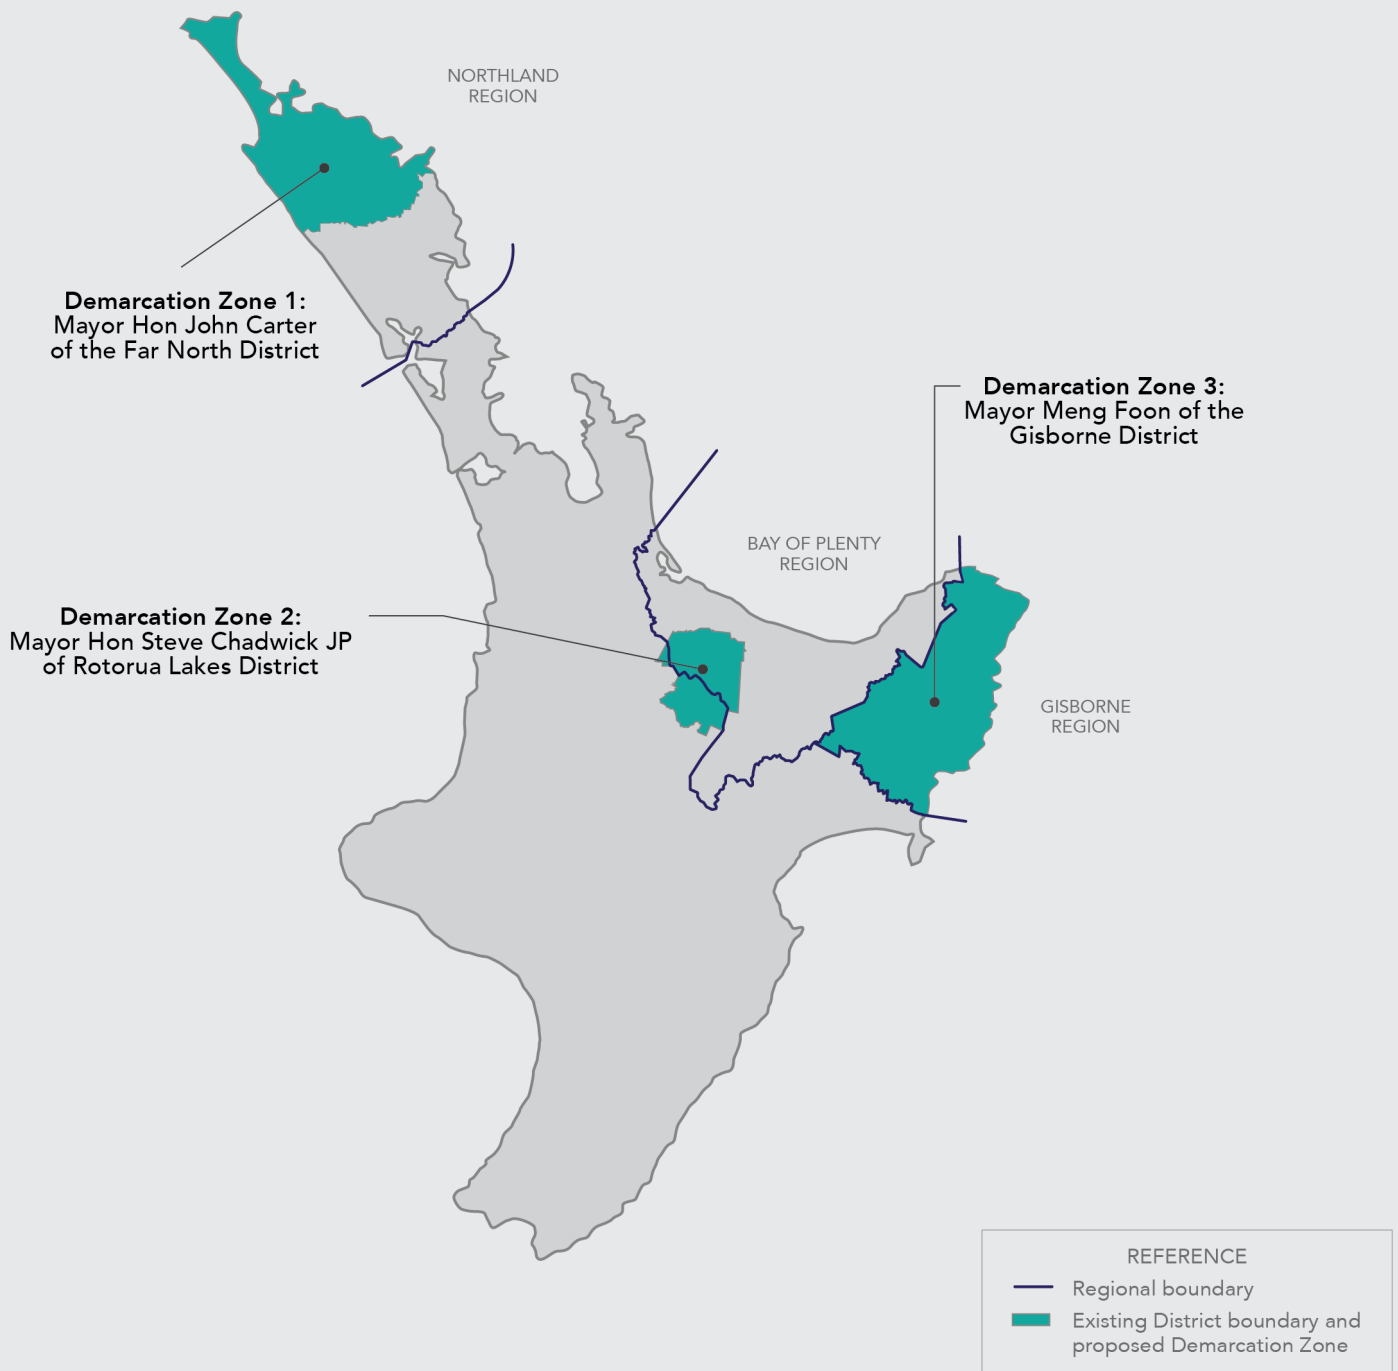 NORTHLAND
REGION
Demarcation Zone 1:
Mayor Hon John Carter
of the Far North District
Demarcation Zone 3:
Mayor Meng Foon of the
Gisborne District
BAY OF PLENTY
REGION
Demarcation Zone 2:
Mayor Hon Steve Chadwick JP
of Rotorua Lakes District
GISBORNE
REGION
REFERENCE
Regional boundary
Existing District boundary and
proposed Demarcation Zone